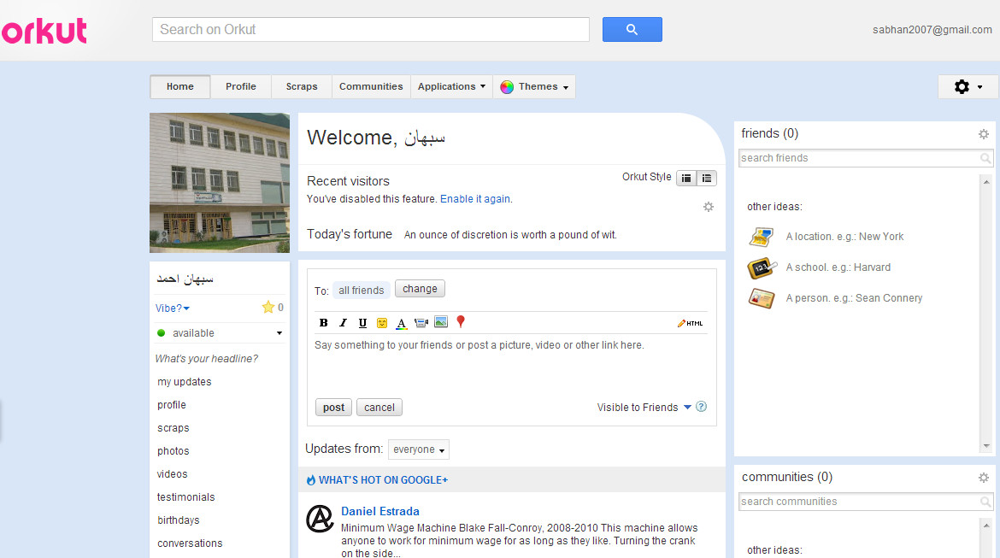 orkut
Search on Orkut
sabhan2007@gmail.com
Home
Profile
Scraps
Communities
Applications
Themes
Welcome, سبهان
Recent visitors
Orkut Style
You've disabled this feature. Enable it again.
Today's fortune An ounce of discretion is worth a pound of wit.
سبهان احمد
Vibe?
0
available
What's your headline?
my updates
profile
scraps
photos
videos
testimonials
birthdays
conversations
To: all friends change
B I U A HTML
Say something to your friends or post a picture, video or other link here.
post cancel Visible to Friends ?
Updates from: everyone
WHAT'S HOT ON GOOGLE+
Daniel Estrada
Minimum Wage Machine Blake Fall-Conroy, 2008-2010 This machine allows
anyone to work for minimum wage for as long as they like. Turning the crank
on the side...
friends (0)
search friends
other ideas:
A location. e.g.: New York
A school. e.g.: Harvard
A person. e.g.: Sean Connery
communities (0)
search communities
other ideas: